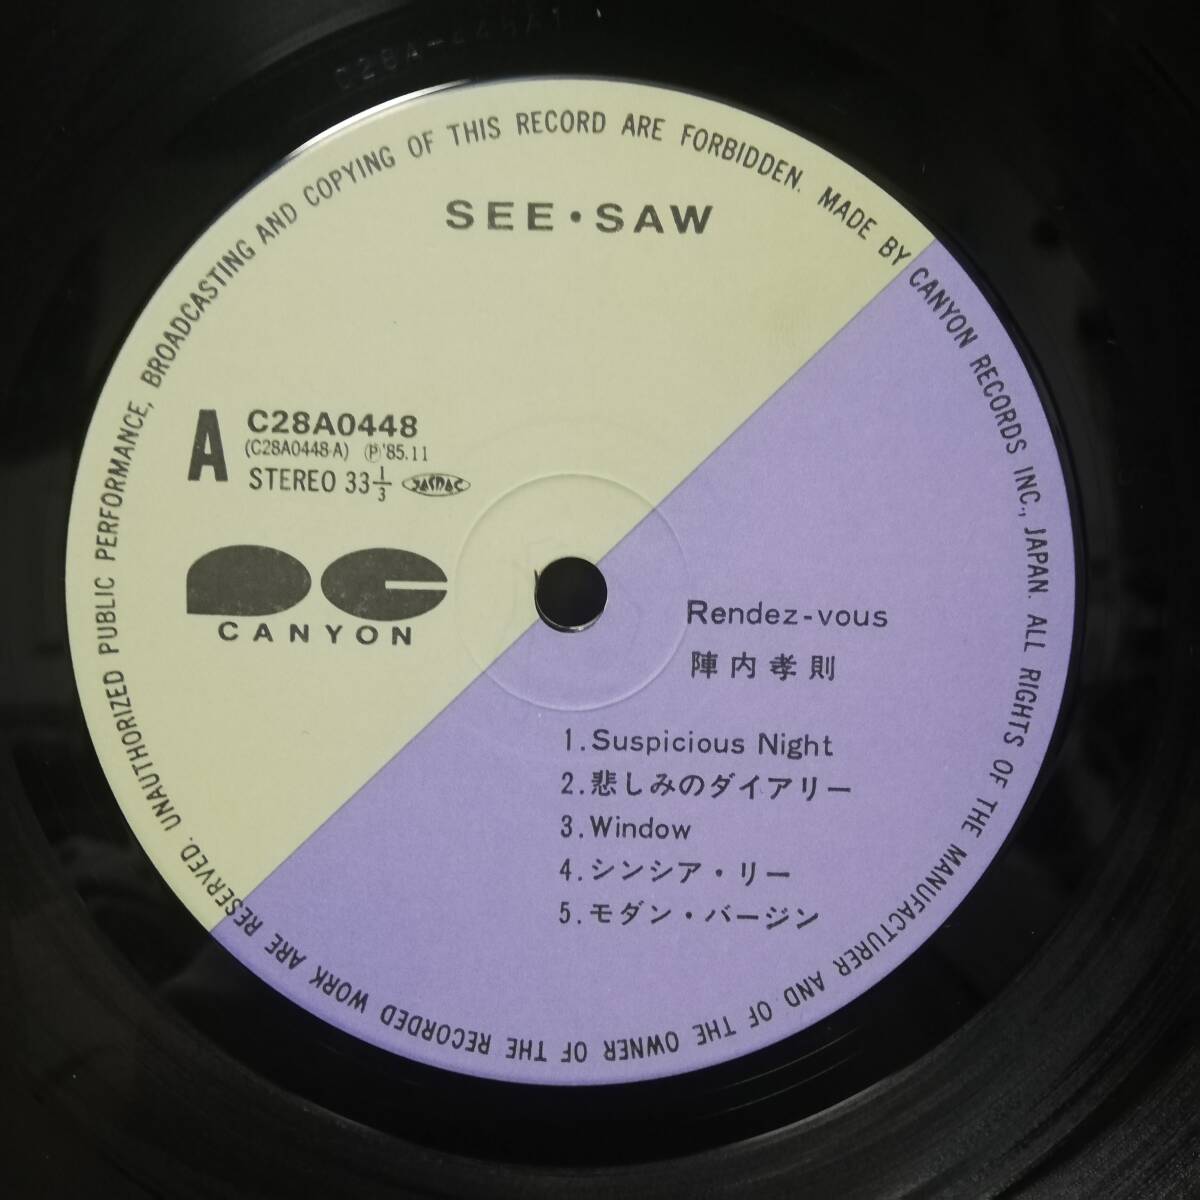 SEE・SAW
A
C28A0448
(C28A0448-A) Ⓟ'85.11
STEREO 33 1/3 JASRAC
CANYON
Rendez-vous
陣内孝則
1.Suspicious Night
2.悲しみのダイアリー
3.Window
4.シンシア・リー
5.モダン・バージン
UNAUTHORIZED PUBLIC PERFORMANCE, BROADCASTING AND COPYING OF THIS RECORD ARE FORBIDDEN. MADE BY CANYON RECORDS INC., JAPAN. ALL RIGHTS OF THE MANUFACTURER AND OF THE OWNER OF THE RECORDED WORK ARE RESERVED.